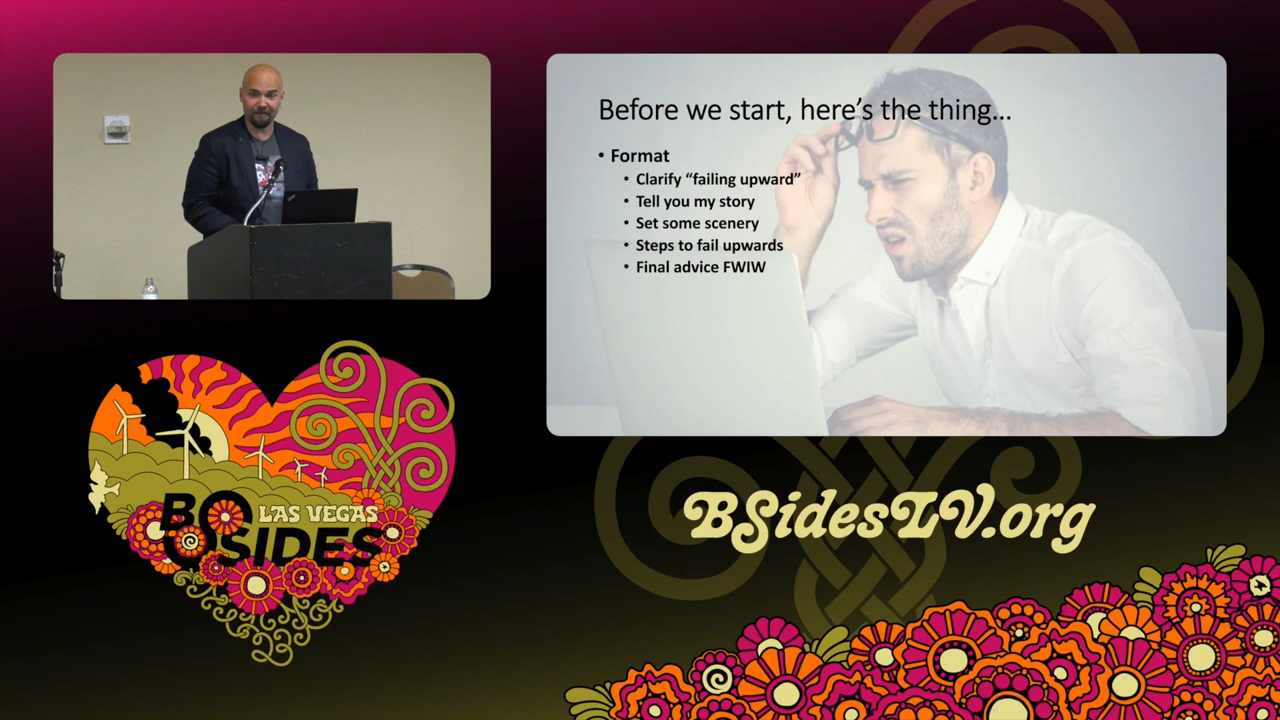 Before we start, here's the thing...
• Format
• Clarify “failing upward”
• Tell you my story
• Set some scenery
• Steps to fail upwards
• Final advice FWIW
LAS VEGAS
BSIDES
BSidesLV.org